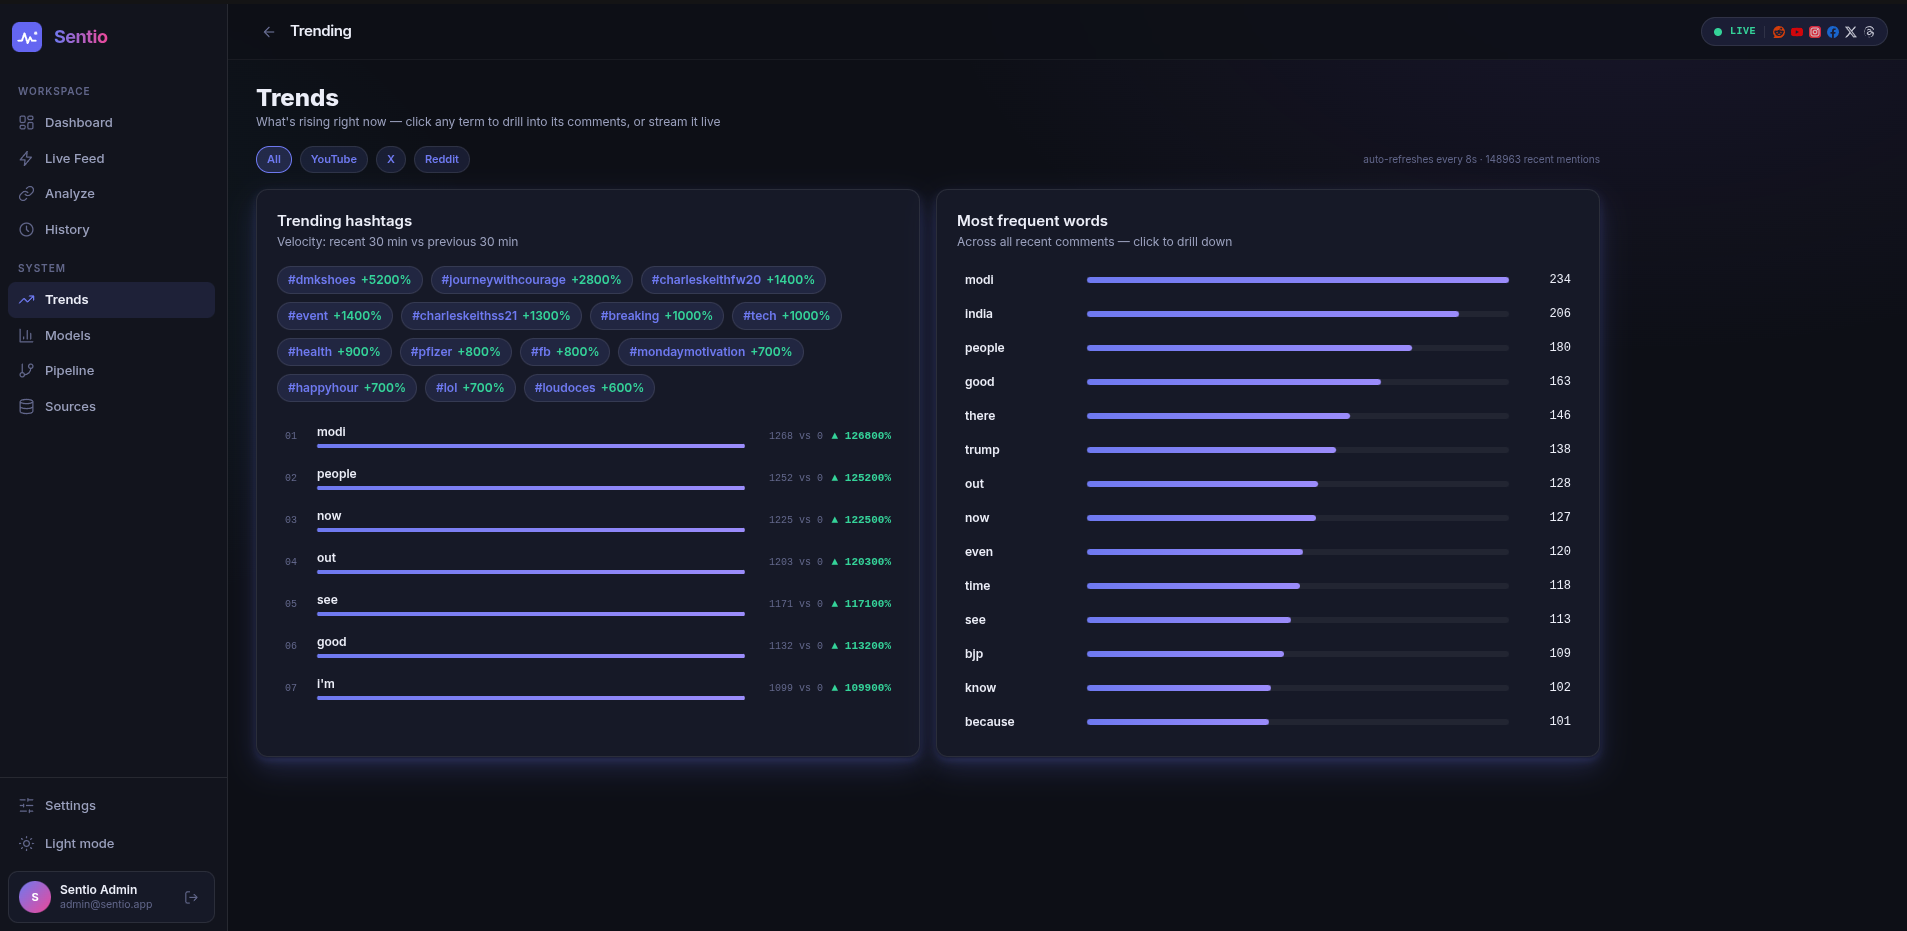 Sentio
WORKSPACE
Dashboard
Live Feed
Analyze
History
SYSTEM
Trends
Models
Pipeline
Sources
Settings
Light mode
S
Sentio Admin
admin@sentio.app
← Trending
LIVE
Trends
What's rising right now — click any term to drill into its comments, or stream it live
All YouTube X Reddit
auto-refreshes every 8s · 148963 recent mentions
Trending hashtags
Velocity: recent 30 min vs previous 30 min
#dmkshoes +5200% #journeywithcourage +2800% #charleskeithfw20 +1400%
#event +1400% #charleskeithss21 +1300% #breaking +1000% #tech +1000%
#health +900% #pfizer +800% #fb +800% #mondaymotivation +700%
#happyhour +700% #lol +700% #loudoces +600%
01 modi 1268 vs 0 ▲ 126800%
02 people 1252 vs 0 ▲ 125200%
03 now 1225 vs 0 ▲ 122500%
04 out 1203 vs 0 ▲ 120300%
05 see 1171 vs 0 ▲ 117100%
06 good 1132 vs 0 ▲ 113200%
07 i'm 1099 vs 0 ▲ 109900%
Most frequent words
Across all recent comments — click to drill down
modi 234
india 206
people 180
good 163
there 146
trump 138
out 128
now 127
even 120
time 118
see 113
bjp 109
know 102
because 101